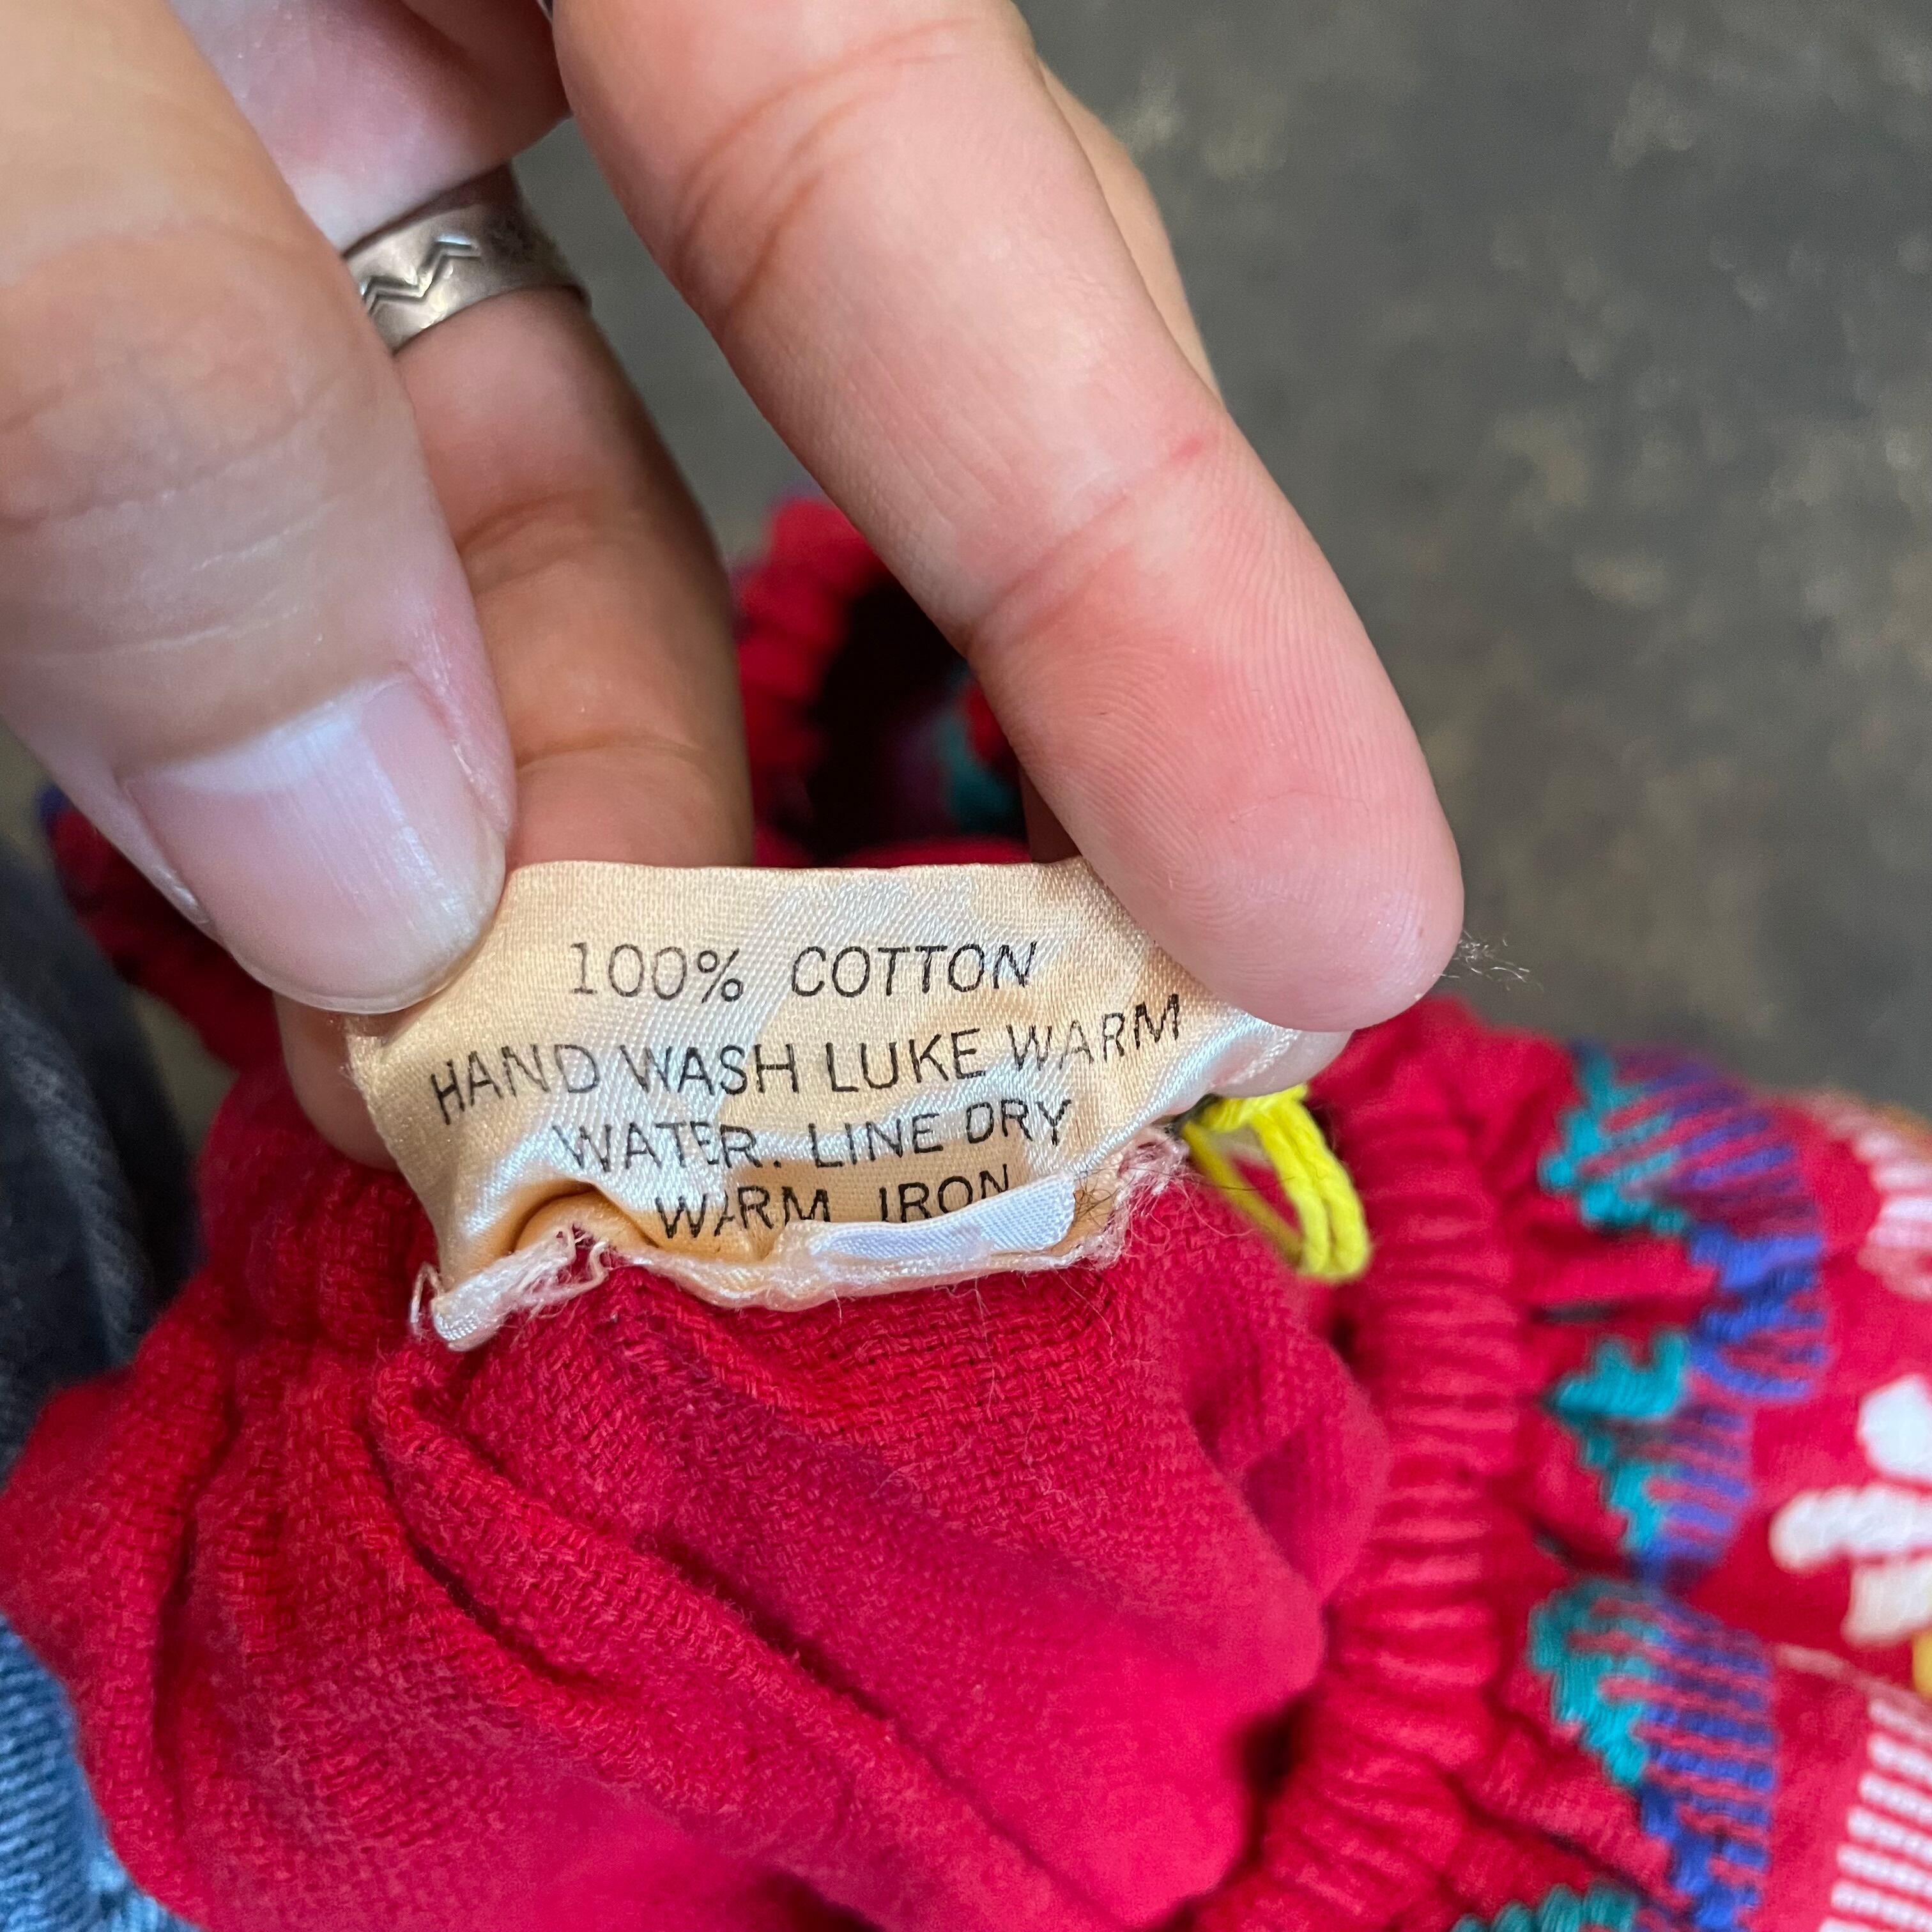 100% COTTON
HAND WASH LUKE WARM
WATER. LINE DRY
WARM IRON